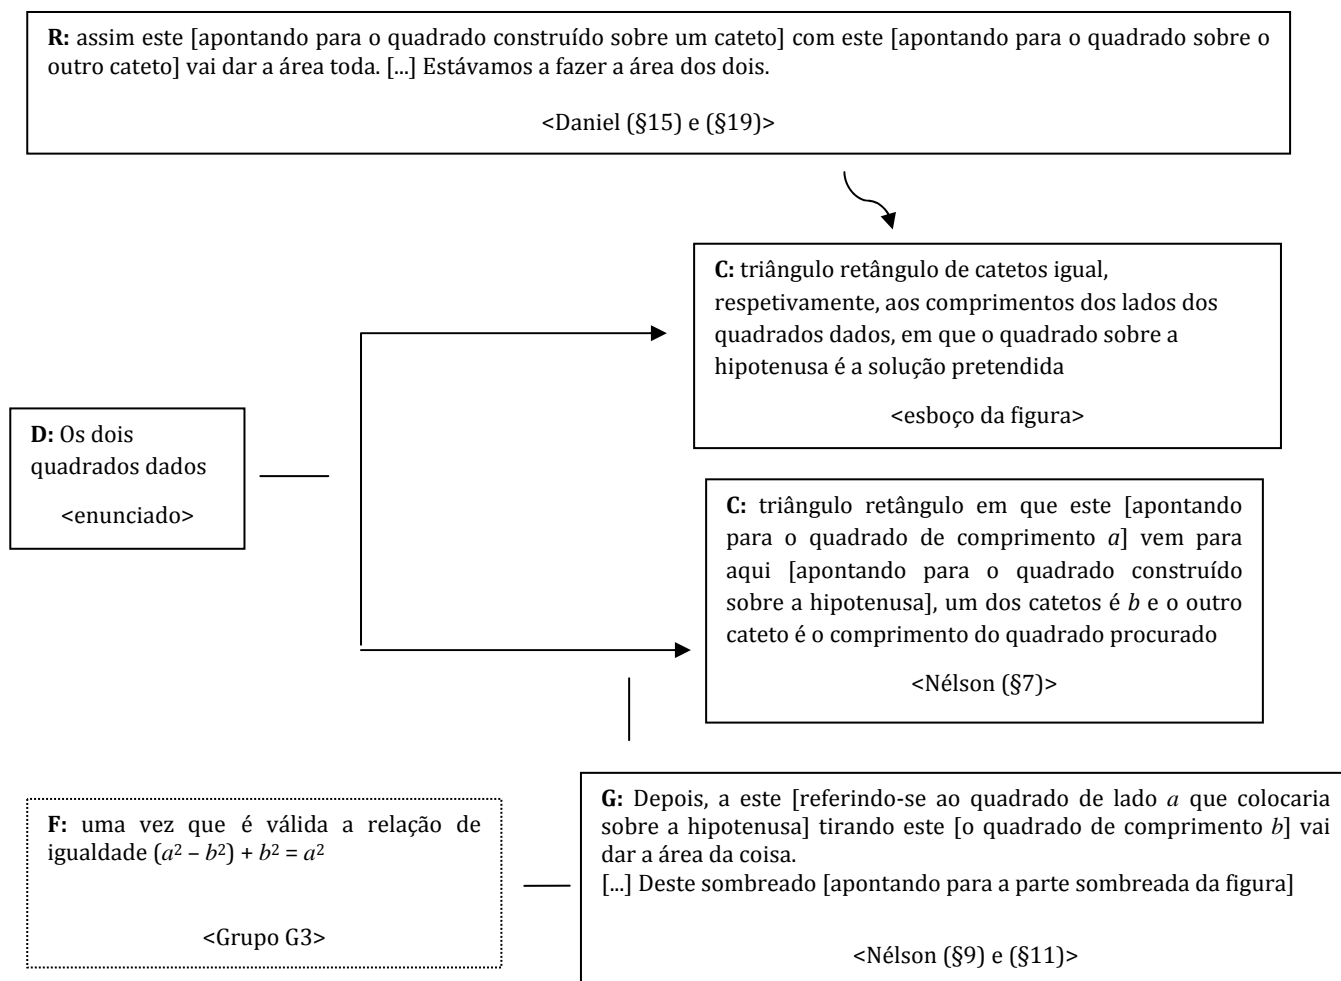 R: assim este [apontando para o quadrado construído sobre um cateto] com este [apontando para o quadrado sobre o
outro cateto] vai dar a área toda. [...] Estávamos a fazer a área dos dois.
<Daniel (§15) e (§19)>
C: triângulo retângulo de catetos igual,
respetivamente, aos comprimentos dos lados dos
quadrados dados, em que o quadrado sobre a
hipotenusa é a solução pretendida
<esboço da figura>
D: Os dois
quadrados dados
<enunciado>
C: triângulo retângulo em que este [apontando
para o quadrado de comprimento a] vem para
aqui [apontando para o quadrado construído
sobre a hipotenusa], um dos catetos é b e o outro
cateto é o comprimento do quadrado procurado
<Nélson (§7)>
F: uma vez que é válida a relação de
igualdade (a² – b²) + b² = a²
<Grupo G3>
G: Depois, a este [referindo-se ao quadrado de lado a que colocaria
sobre a hipotenusa] tirando este [o quadrado de comprimento b] vai
dar a área da coisa.
[...] Deste sombreado [apontando para a parte sombreada da figura]
<Nélson (§9) e (§11)>